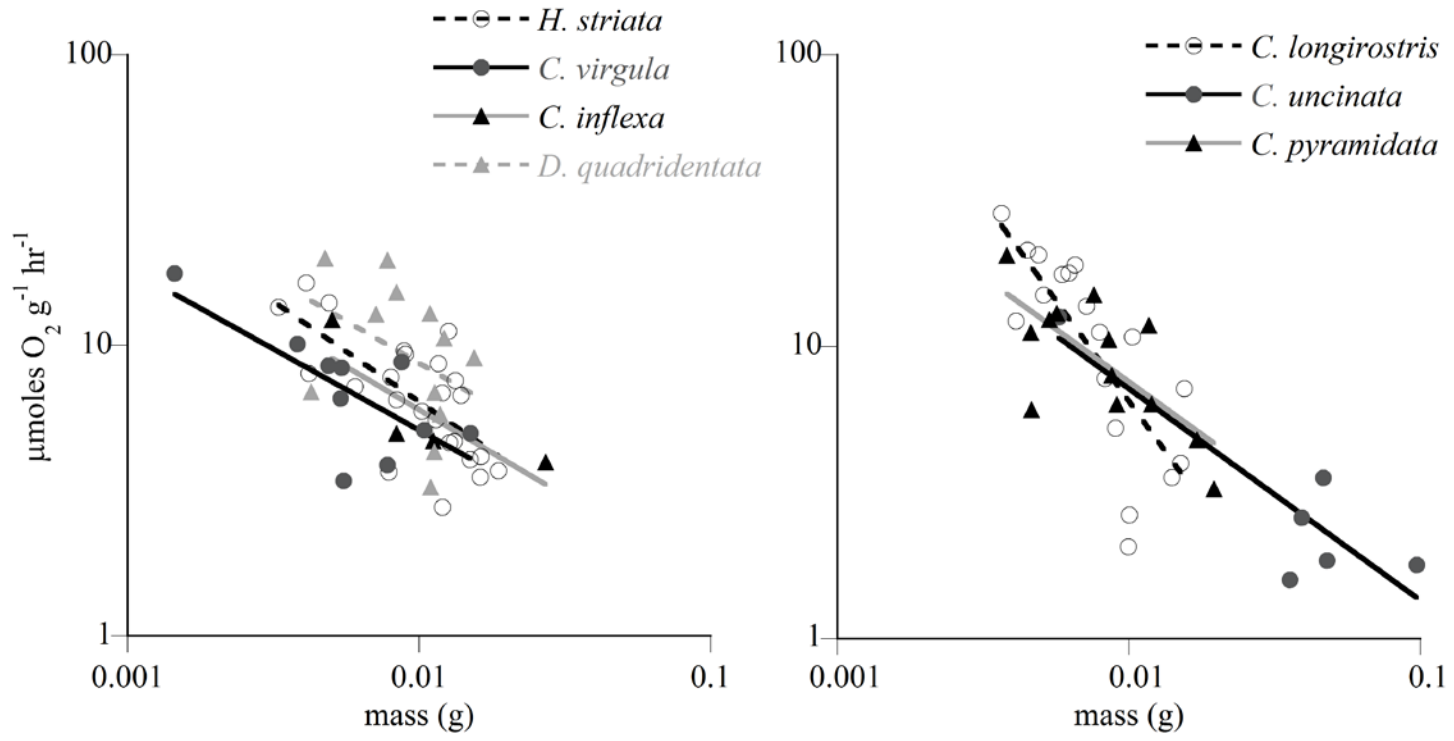 H. striata
C. virgula
C. inflexa
D. quadridentata
100
10
1
0.001
0.01
0.1
mass (g)
μmoles O2 g-1 hr-1
C. longirostris
C. uncinata
C. pyramidata
100
10
1
0.001
0.01
0.1
mass (g)